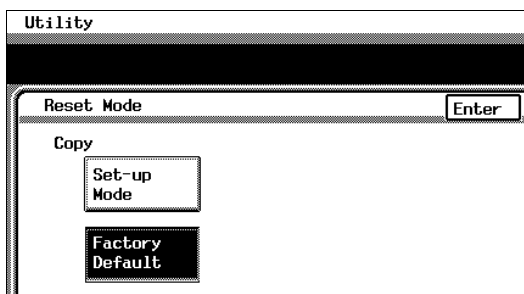 Utility
Reset Mode
Enter
Copy
Set-up
Mode
Factory
Default